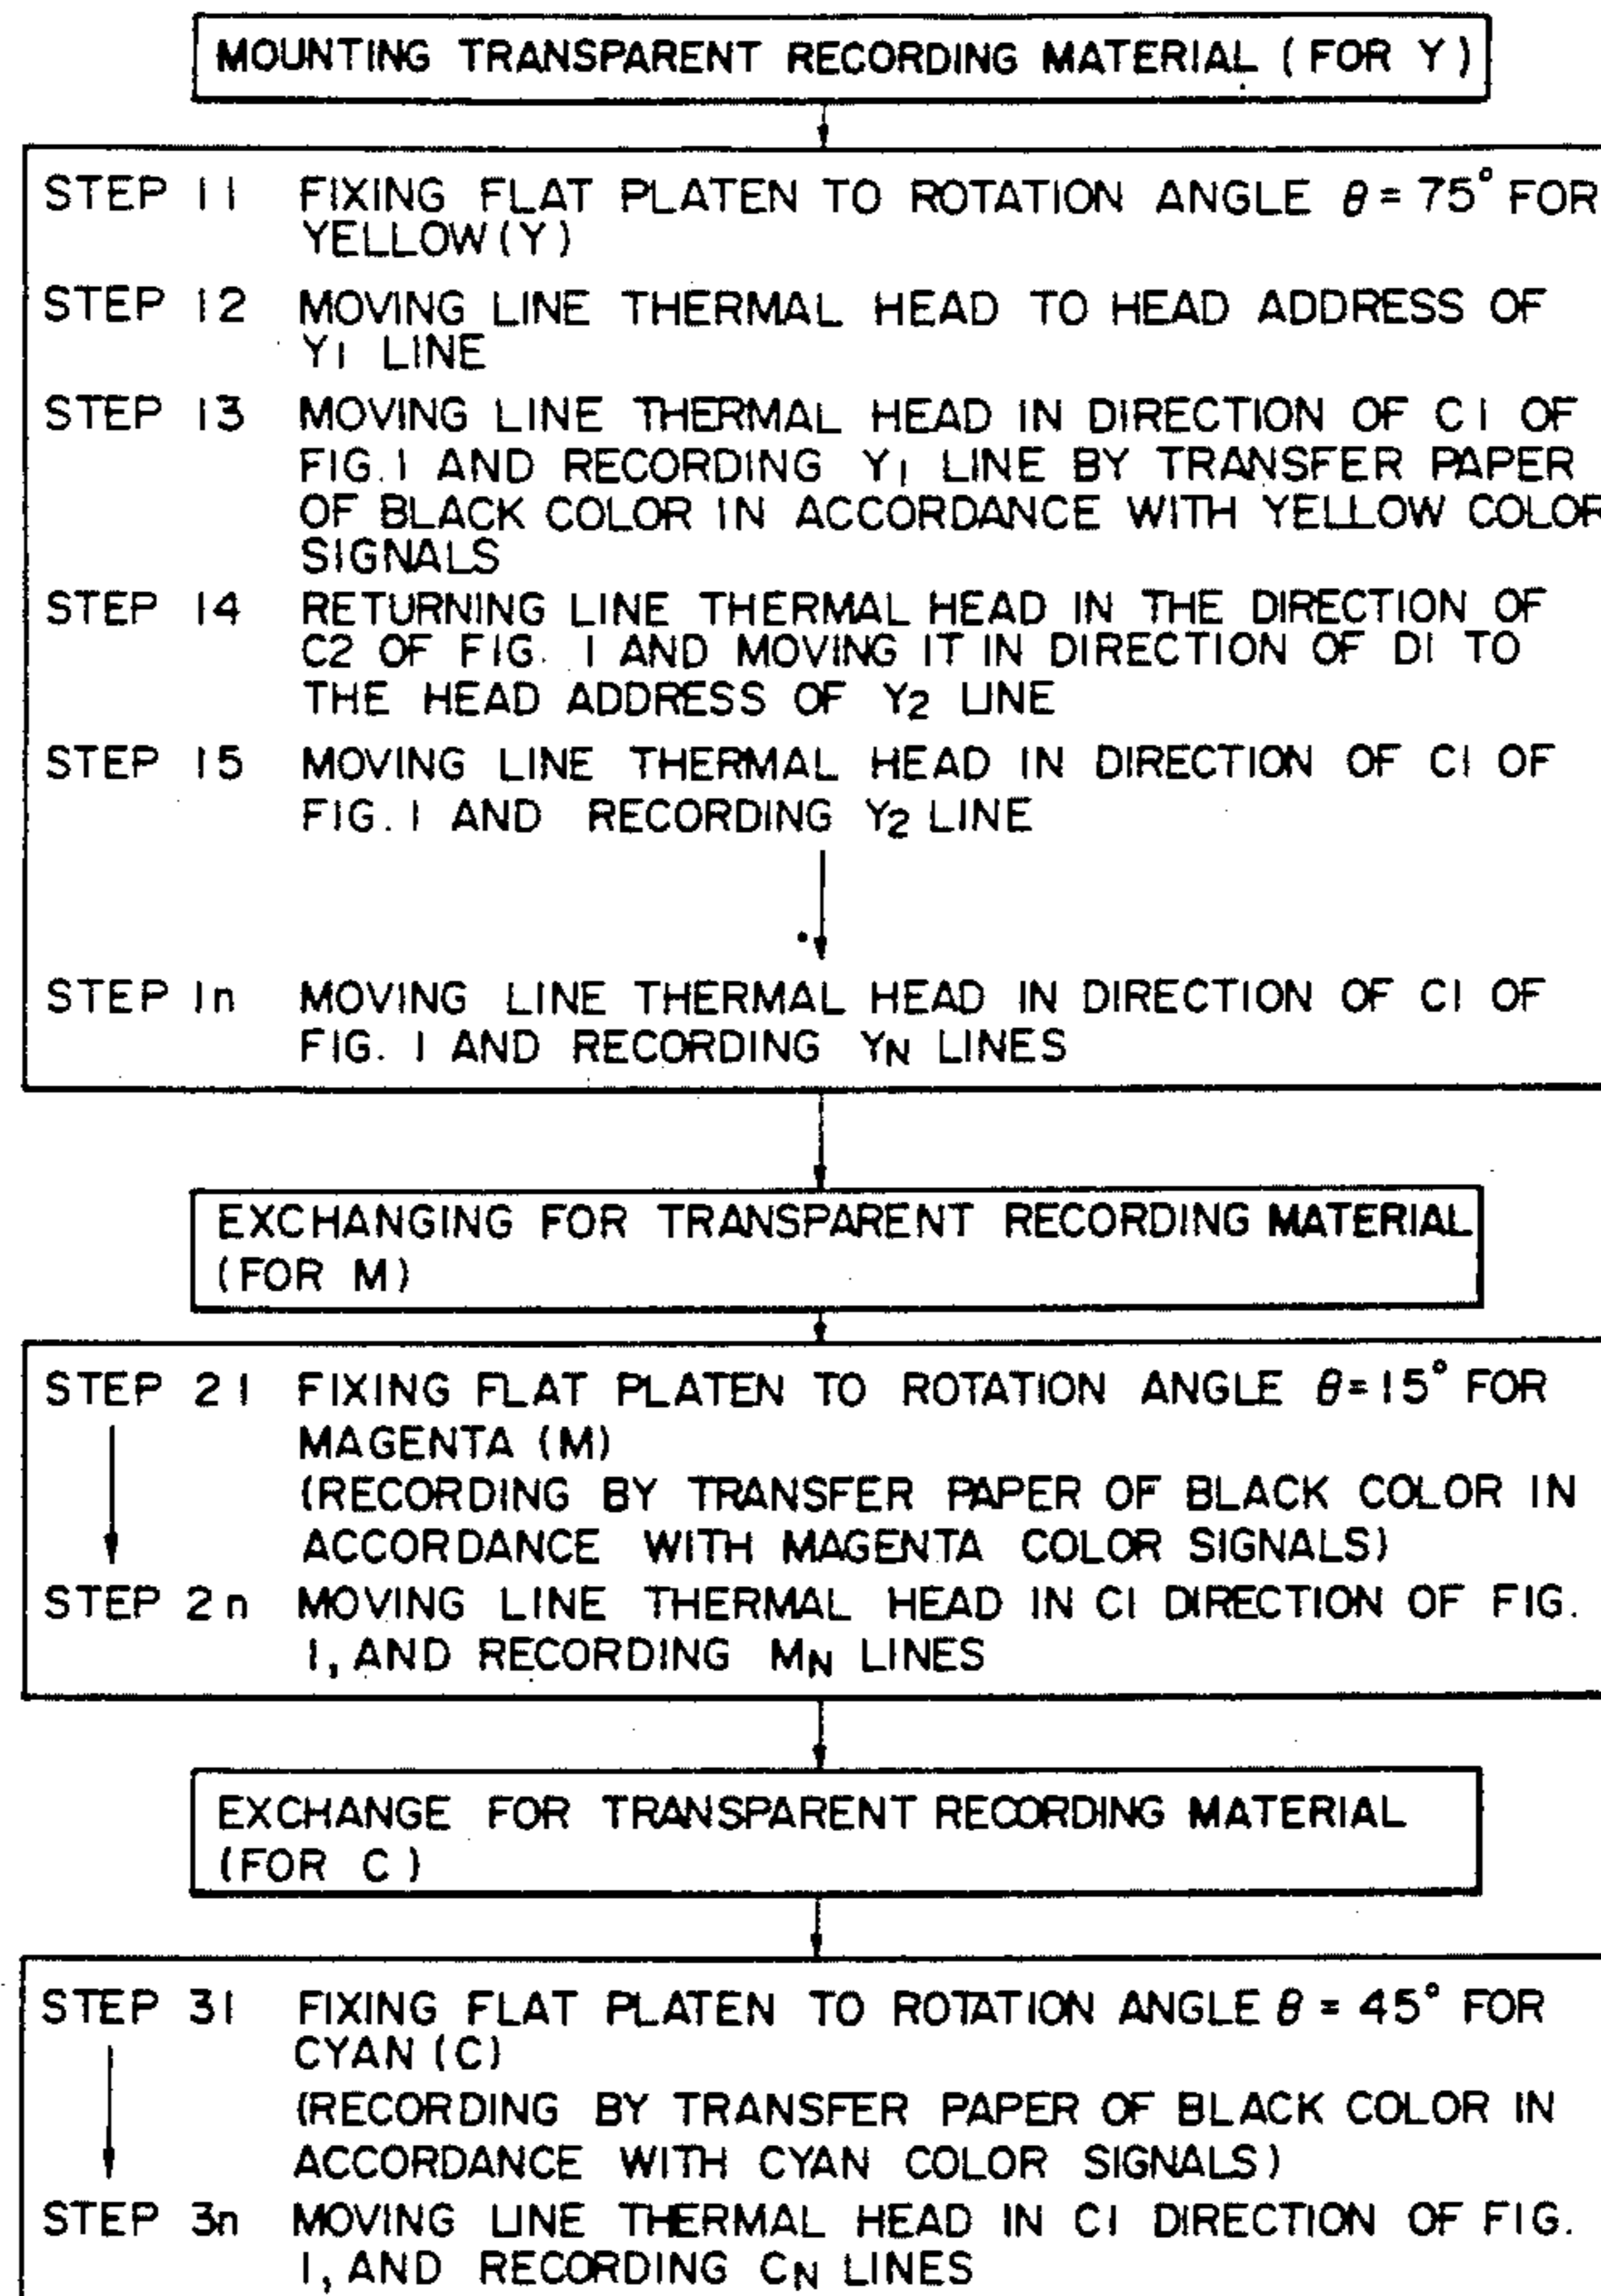 MOUNTING TRANSPARENT RECORDING MATERIAL (FOR Y)
STEP 11 FIXING FLAT PLATEN TO ROTATION ANGLE θ = 75° FOR
YELLOW (Y)
STEP 12 MOVING LINE THERMAL HEAD TO HEAD ADDRESS OF
Y1 LINE
STEP 13 MOVING LINE THERMAL HEAD IN DIRECTION OF C1 OF
FIG. 1 AND RECORDING Y1 LINE BY TRANSFER PAPER
OF BLACK COLOR IN ACCORDANCE WITH YELLOW COLOR
SIGNALS
STEP 14 RETURNING LINE THERMAL HEAD IN THE DIRECTION OF
C2 OF FIG. 1 AND MOVING IT IN DIRECTION OF D1 TO
THE HEAD ADDRESS OF Y2 LINE
STEP 15 MOVING LINE THERMAL HEAD IN DIRECTION OF C1 OF
FIG. 1 AND RECORDING Y2 LINE
STEP 1n MOVING LINE THERMAL HEAD IN DIRECTION OF C1 OF
FIG. 1 AND RECORDING YN LINES
EXCHANGING FOR TRANSPARENT RECORDING MATERIAL
(FOR M)
STEP 21 FIXING FLAT PLATEN TO ROTATION ANGLE θ = 15° FOR
MAGENTA (M)
(RECORDING BY TRANSFER PAPER OF BLACK COLOR IN
ACCORDANCE WITH MAGENTA COLOR SIGNALS)
STEP 2n MOVING LINE THERMAL HEAD IN C1 DIRECTION OF FIG.
1, AND RECORDING MN LINES
EXCHANGE FOR TRANSPARENT RECORDING MATERIAL
(FOR C)
STEP 31 FIXING FLAT PLATEN TO ROTATION ANGLE θ = 45° FOR
CYAN (C)
(RECORDING BY TRANSFER PAPER OF BLACK COLOR IN
ACCORDANCE WITH CYAN COLOR SIGNALS)
STEP 3n MOVING LINE THERMAL HEAD IN C1 DIRECTION OF FIG.
1, AND RECORDING CN LINES